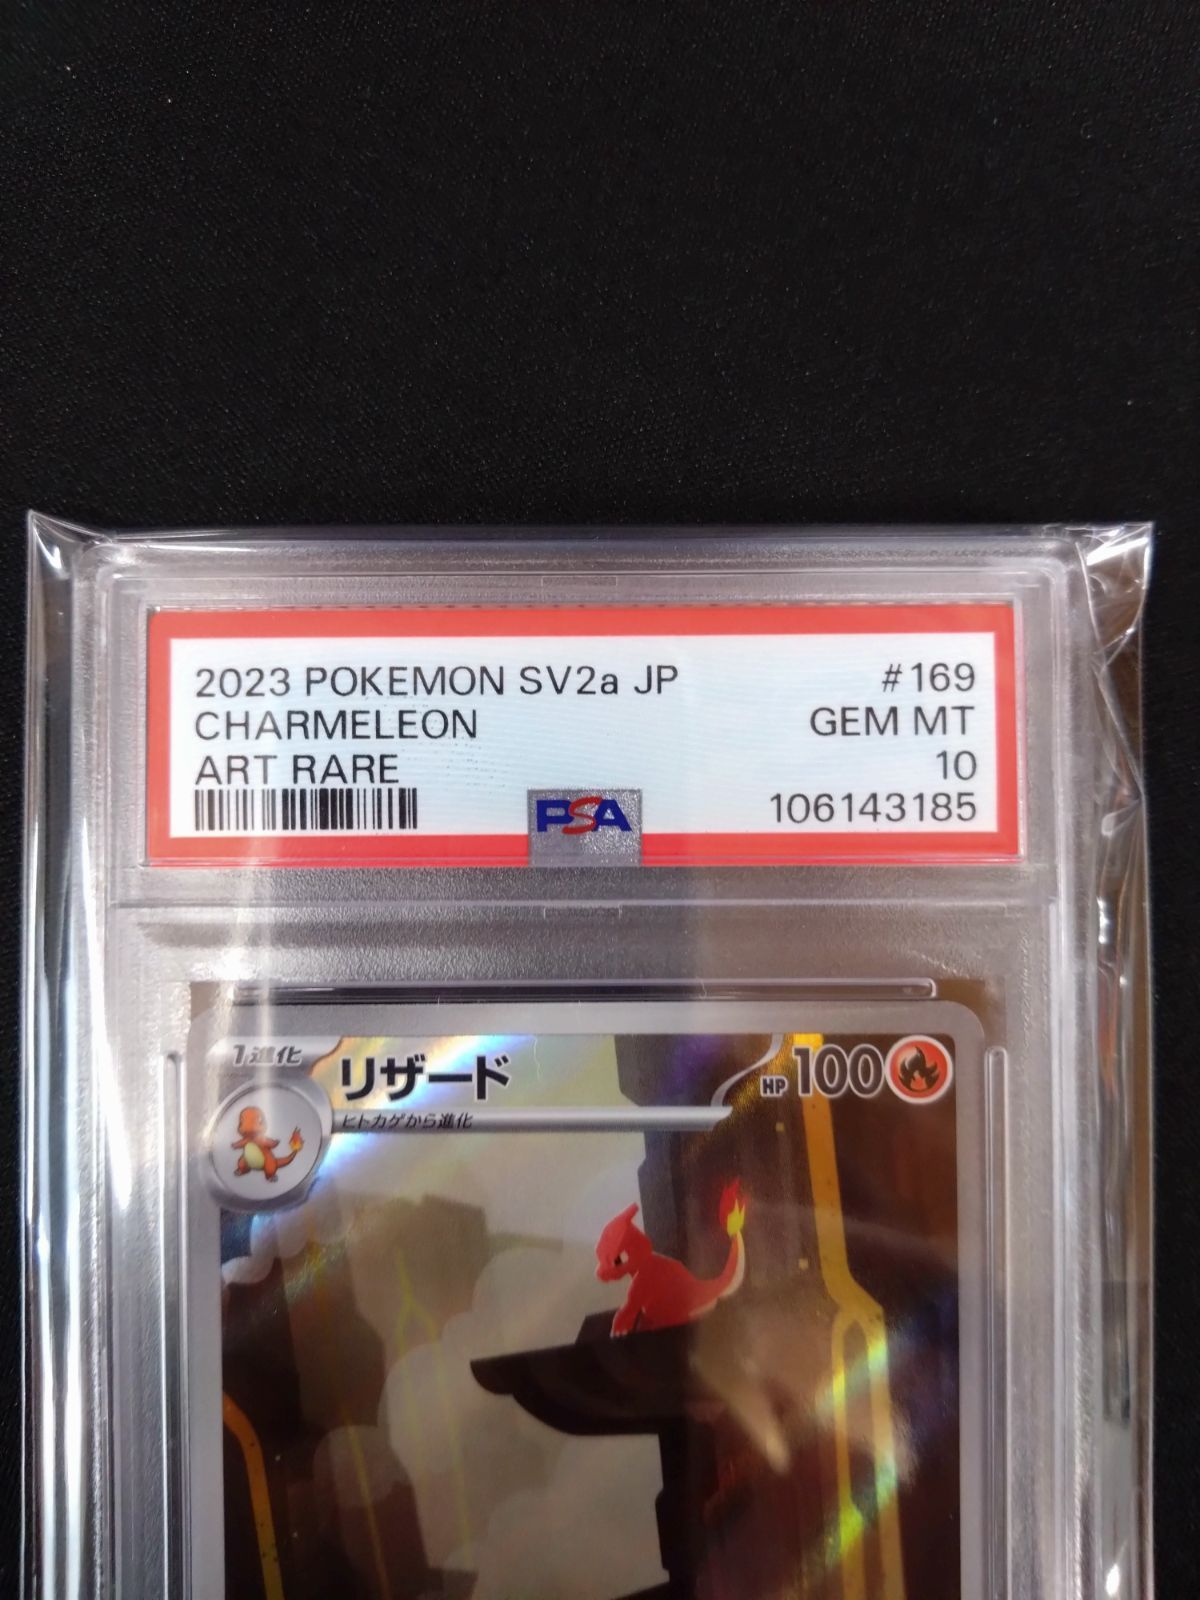 2023 POKEMON SV2a JP #169
CHARMELEON GEM MT
ART RARE 10
PSA 106143185
1進化 リザード HP 100
ヒトカゲから進化